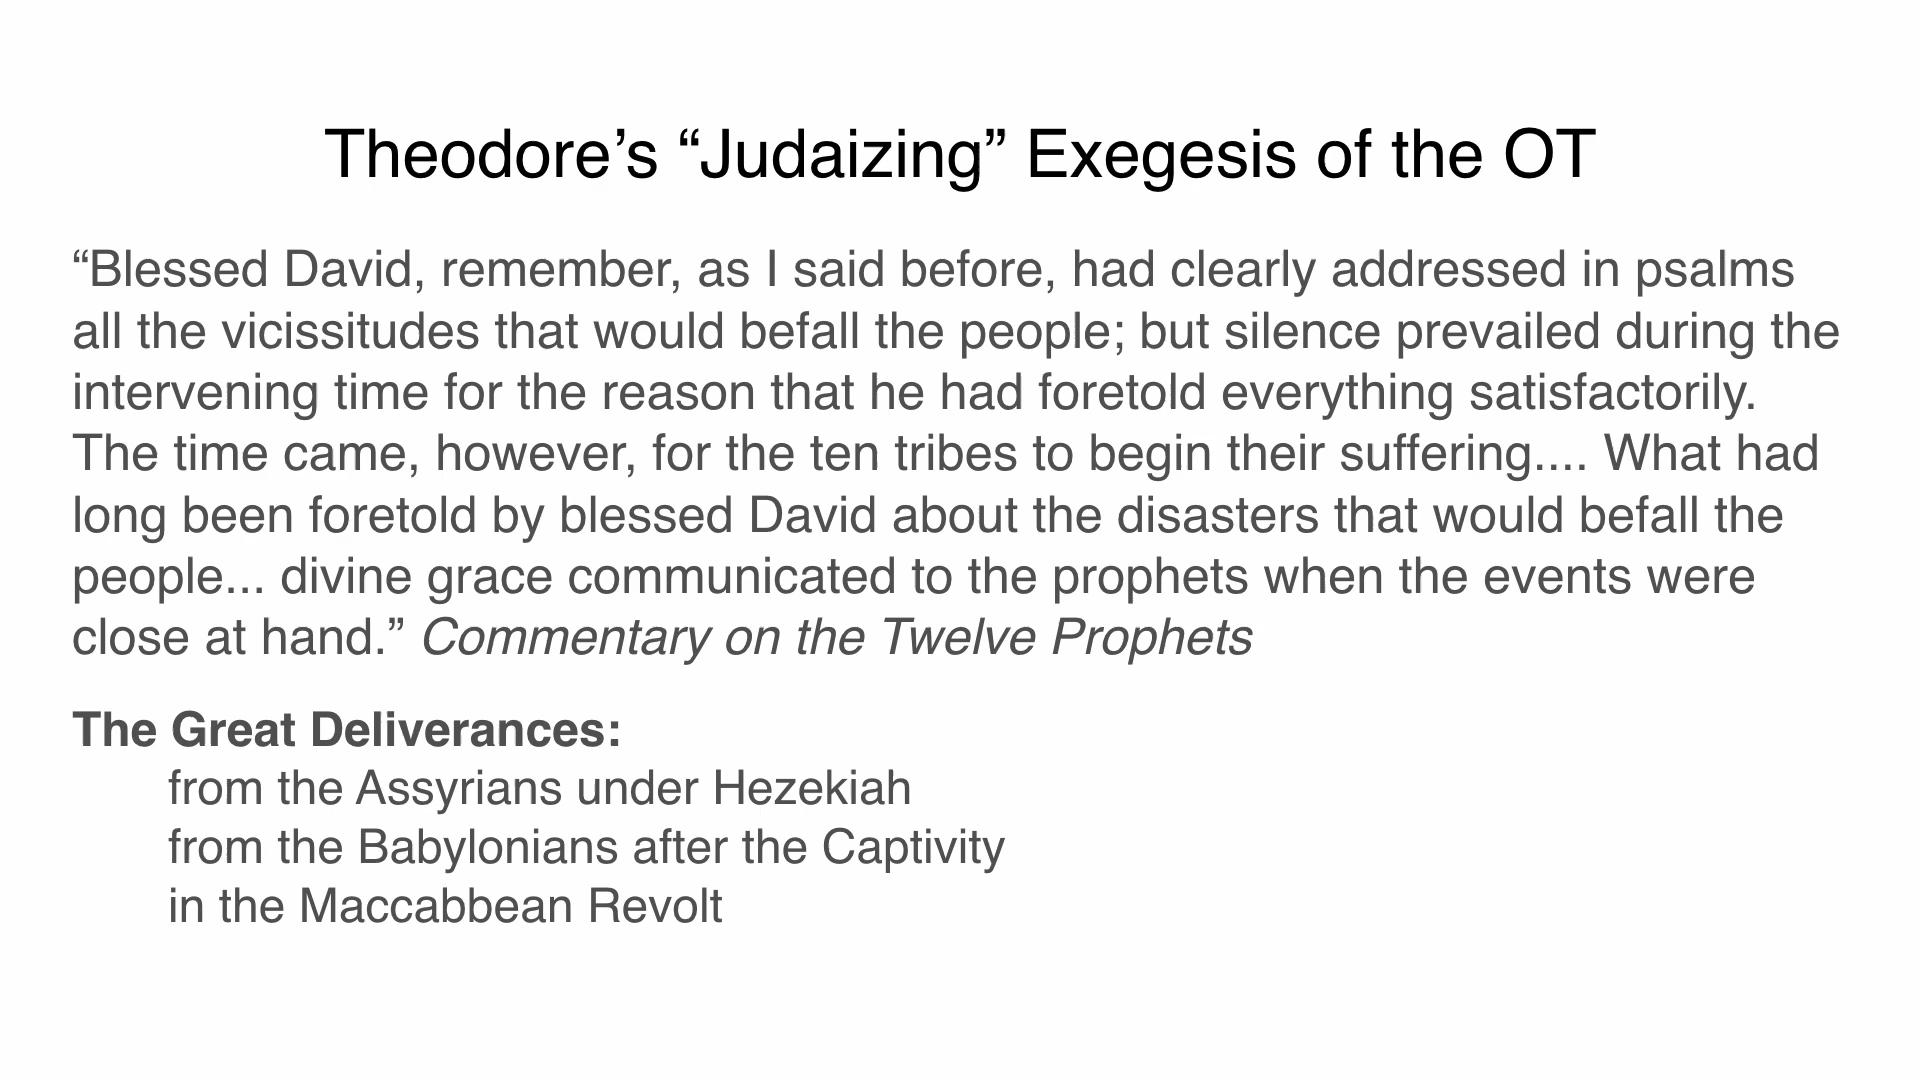 Theodore’s “Judaizing” Exegesis of the OT
“Blessed David, remember, as I said before, had clearly addressed in psalms
all the vicissitudes that would befall the people; but silence prevailed during the
intervening time for the reason that he had foretold everything satisfactorily.
The time came, however, for the ten tribes to begin their suffering.... What had
long been foretold by blessed David about the disasters that would befall the
people... divine grace communicated to the prophets when the events were
close at hand.” Commentary on the Twelve Prophets
The Great Deliverances:
from the Assyrians under Hezekiah
from the Babylonians after the Captivity
in the Maccabbean Revolt